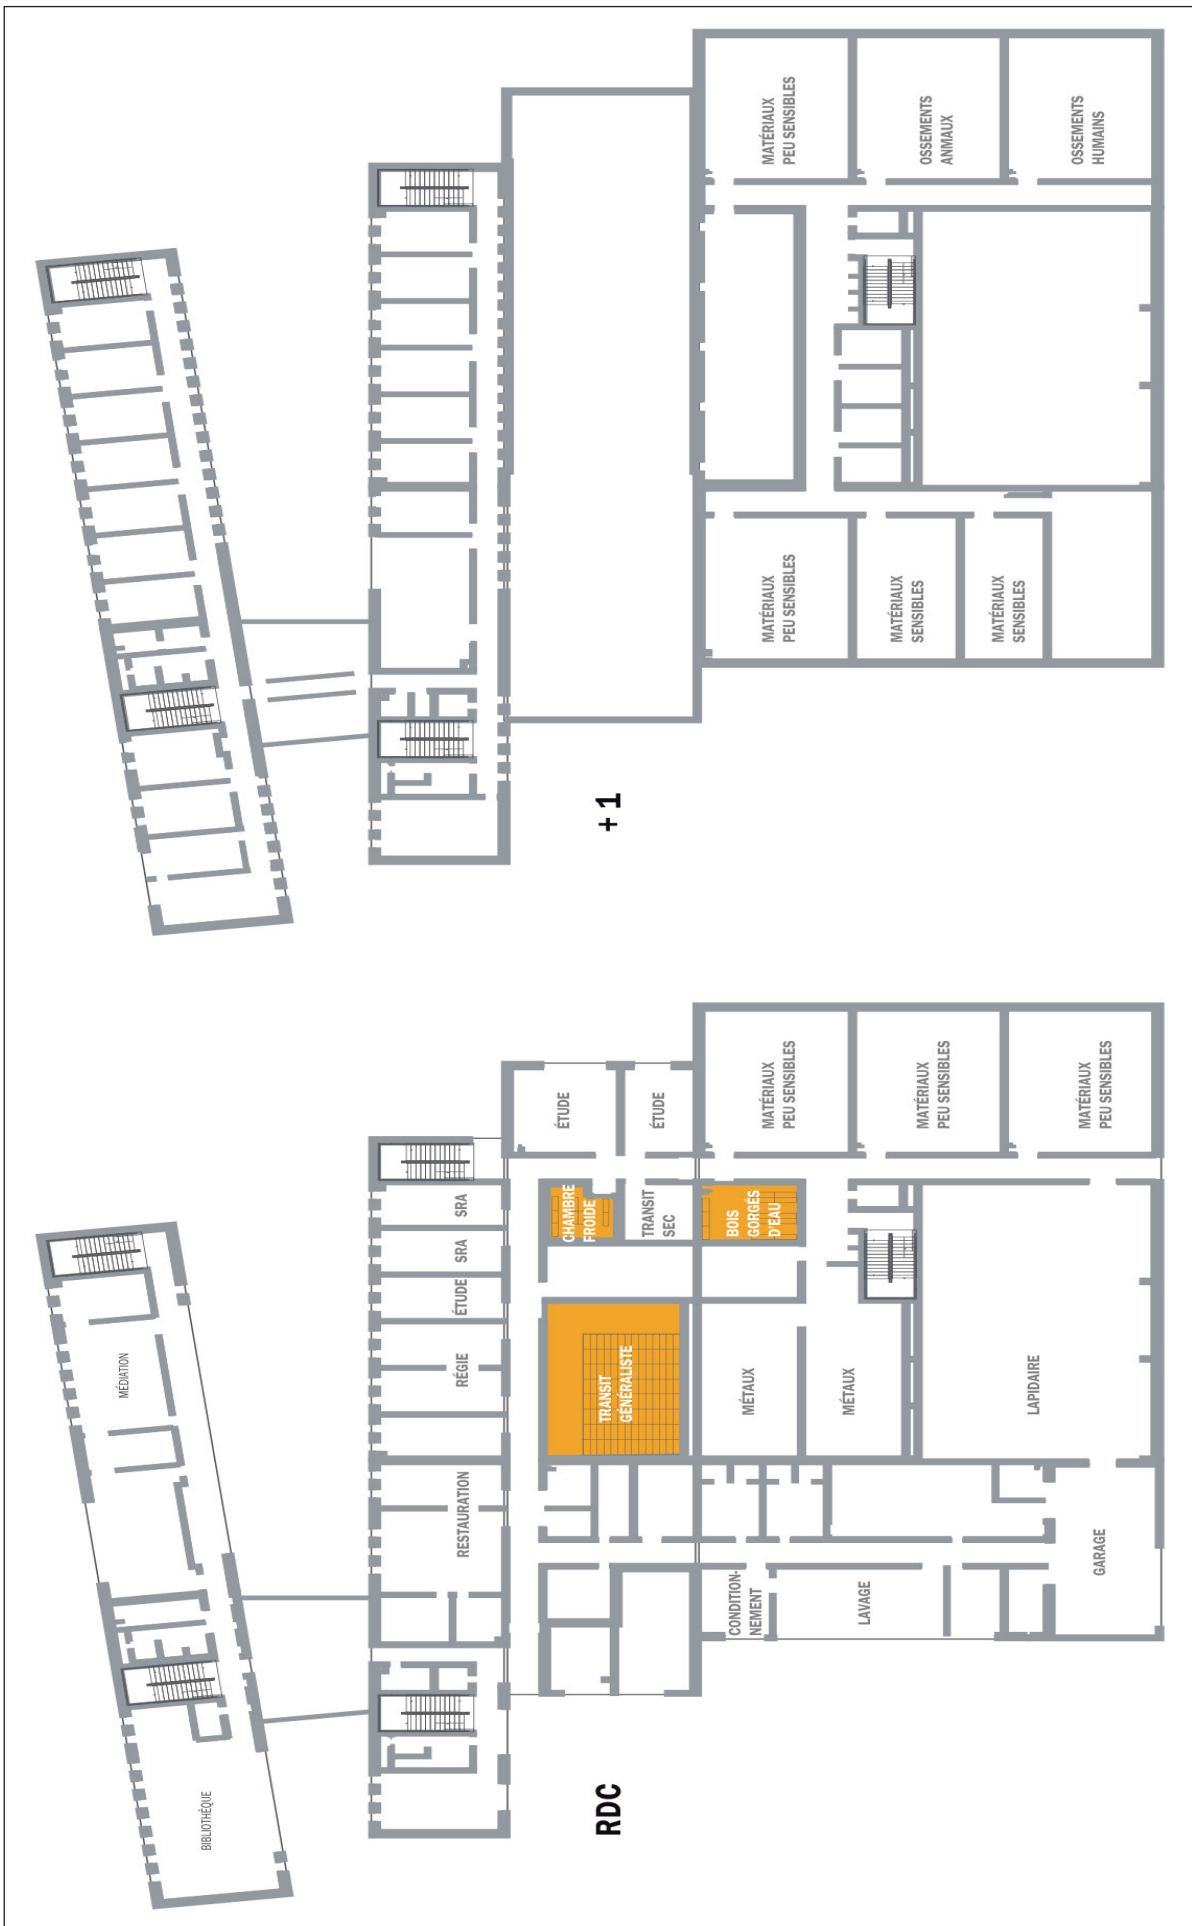 MATÉRIAUX
PEU SENSIBLES
OSSEMENTS
ANMAUX
OSSEMENTS
HUMAINS
MATÉRIAUX
PEU SENSIBLES
MATÉRIAUX
SENSIBLES
MATÉRIAUX
SENSIBLES
+ 1
MÉDIATION
BIBLIOTHÉQUE
SRA
SRA
ÉTUDE
RÉGIE
RESTAURATION
ÉTUDE
ÉTUDE
CHAMBRE
FROIDE
TRANSIT
SEC
BOIS
GORGÉS
D'EAU
TRANSIT
GÉNÉRALISTE
MATÉRIAUX
PEU SENSIBLES
MATÉRIAUX
PEU SENSIBLES
MATÉRIAUX
PEU SENSIBLES
MÉTAUX
MÉTAUX
LAPIDAIRE
CONDITION-
NEMENT
LAVAGE
GARAGE
RDC